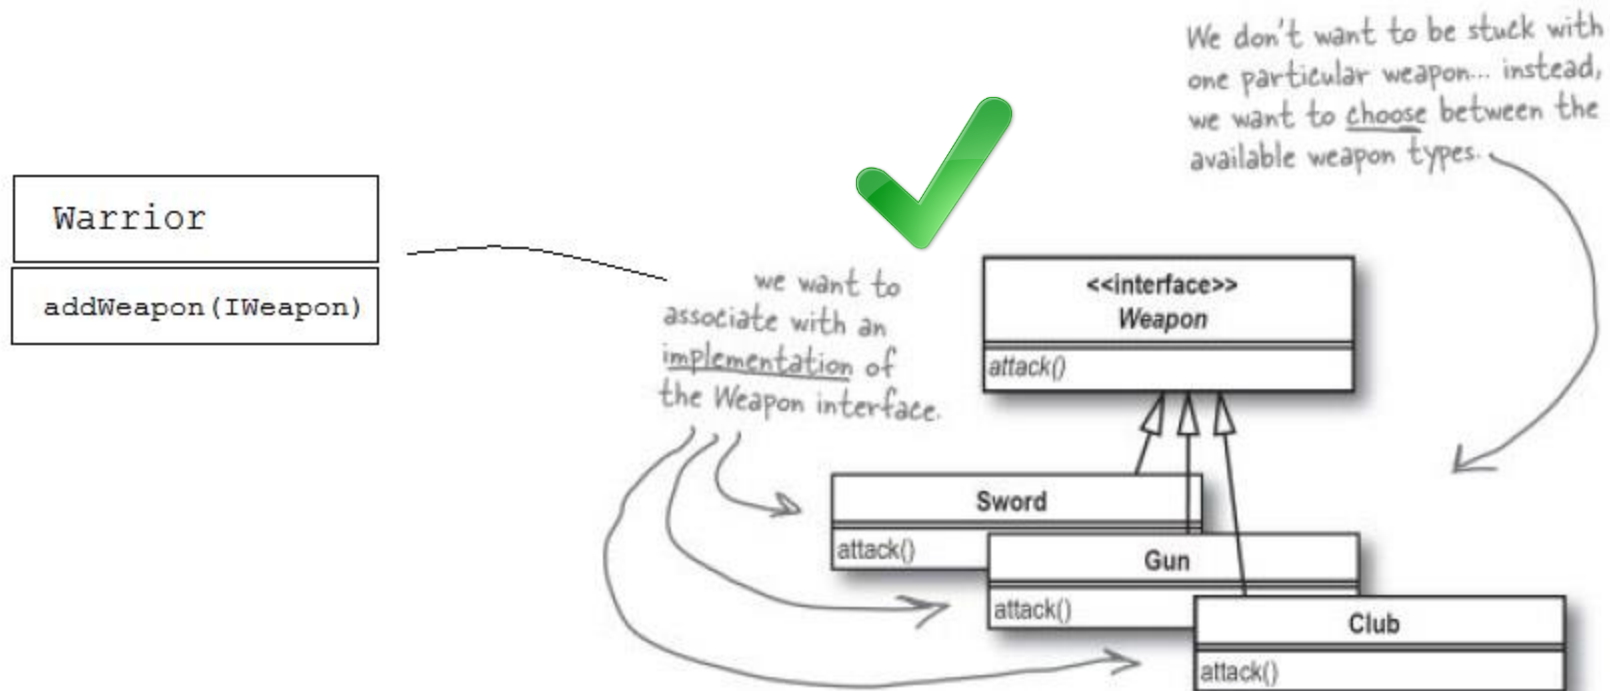 We don't want to be stuck with
one particular weapon... instead,
we want to choose between the
available weapon types.
Warrior
addWeapon(IWeapon)
we want to
associate with an
implementation of
the Weapon interface.
<<interface>>
Weapon
attack()
Sword
attack()
Gun
attack()
Club
attack()